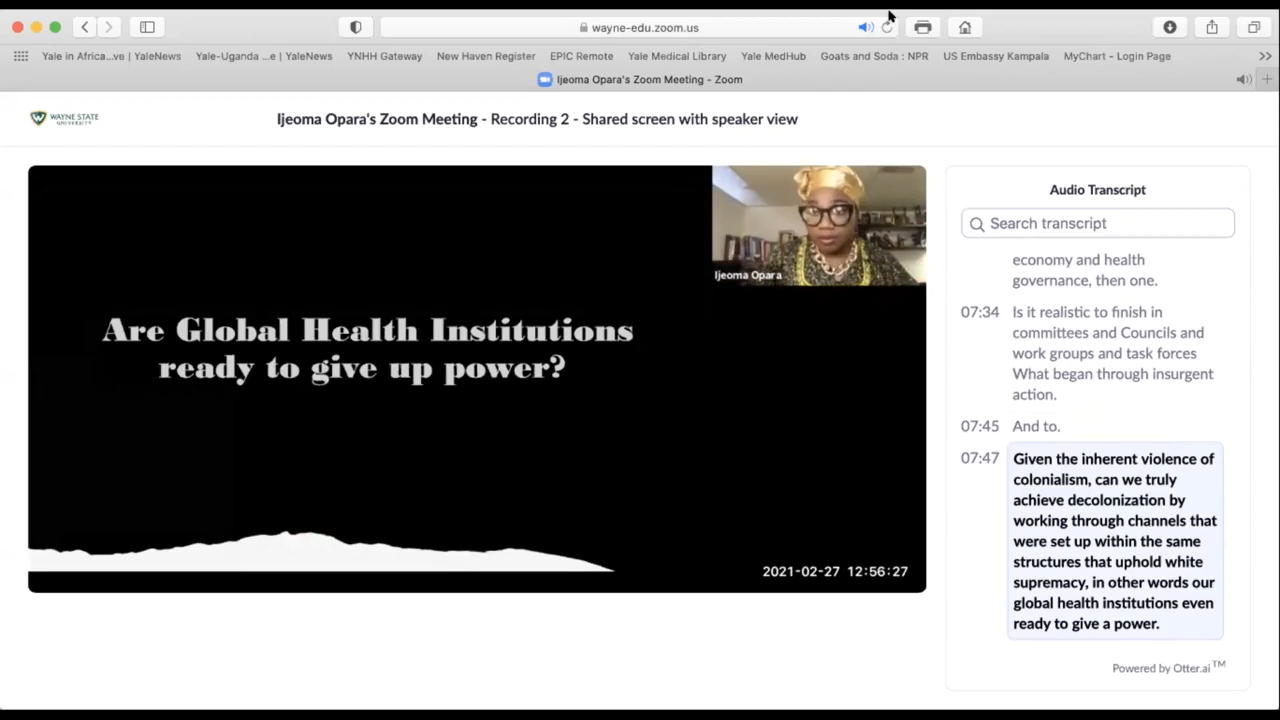 wayne-edu.zoom.us
Yale in Africa...ve | YaleNews
Yale-Uganda ...e | YaleNews
YNHH Gateway
New Haven Register
EPIC Remote
Yale Medical Library
Yale MedHub
Goats and Soda : NPR
US Embassy Kampala
MyChart - Login Page
Ijeoma Opara's Zoom Meeting - Zoom
WAYNE STATE
UNIVERSITY
Ijeoma Opara's Zoom Meeting - Recording 2 - Shared screen with speaker view
Ijeoma Opara
Are Global Health Institutions
ready to give up power?
2021-02-27 12:56:27
Audio Transcript
Search transcript
economy and health
governance, then one.
07:34 Is it realistic to finish in
committees and Councils and
work groups and task forces
What began through insurgent
action.
07:45 And to.
07:47 Given the inherent violence of
colonialism, can we truly
achieve decolonization by
working through channels that
were set up within the same
structures that uphold white
supremacy, in other words our
global health institutions even
ready to give a power.
Powered by Otter.ai™